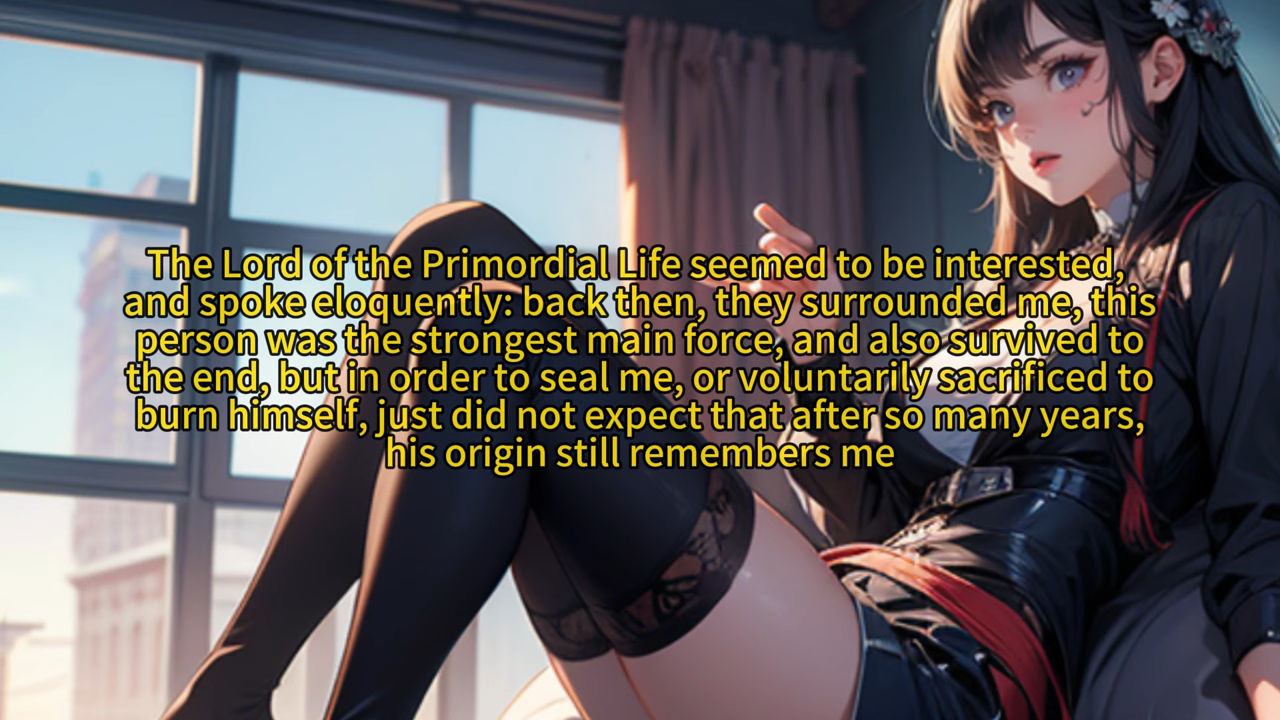 The Lord of the Primordial Life seemed to be interested,
and spoke eloquently: back then, they surrounded me, this
person was the strongest main force, and also survived to
the end, but in order to seal me, or voluntarily sacrificed to
burn himself, just did not expect that after so many years,
his origin still remembers me